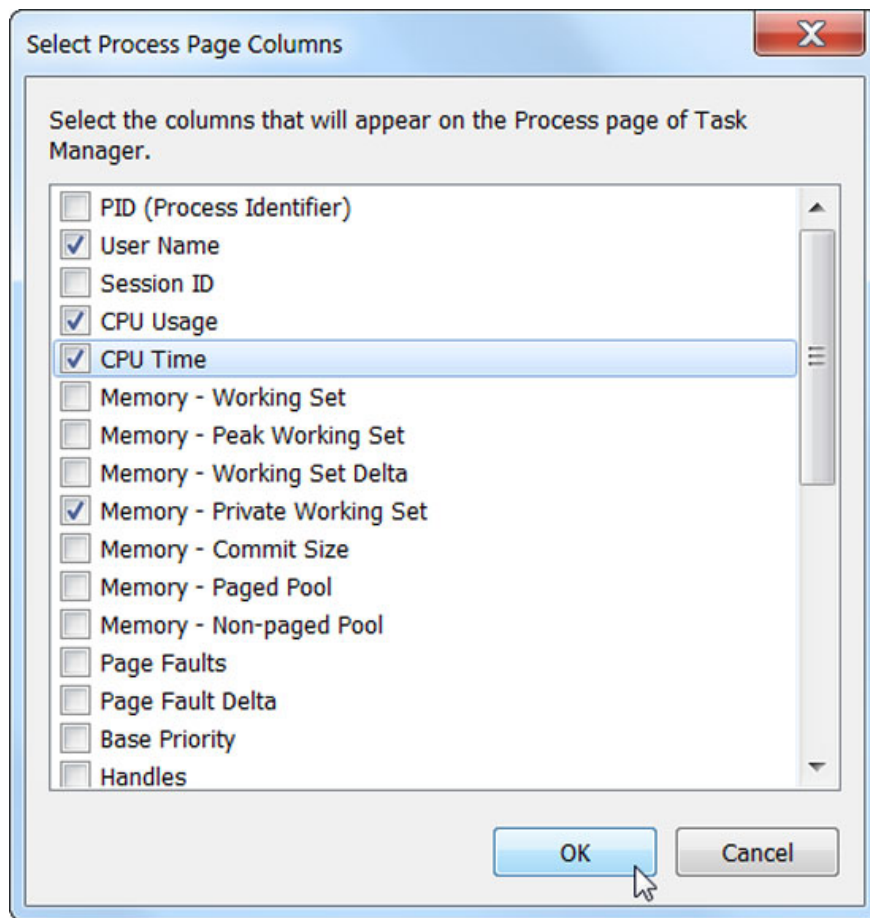 Select Process Page Columns
Select the columns that will appear on the Process page of Task
Manager.
PID (Process Identifier)
User Name
Session ID
CPU Usage
CPU Time
Memory - Working Set
Memory - Peak Working Set
Memory - Working Set Delta
Memory - Private Working Set
Memory - Commit Size
Memory - Paged Pool
Memory - Non-paged Pool
Page Faults
Page Fault Delta
Base Priority
Handles
OK Cancel